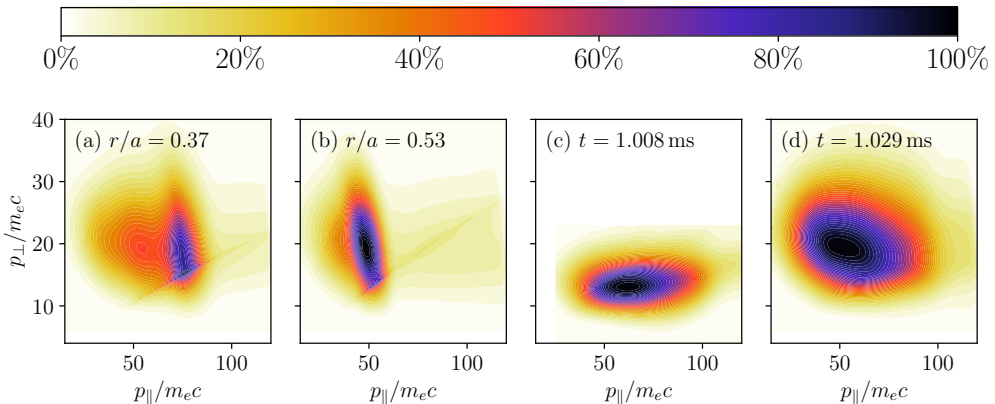 0% 20% 40% 60% 80% 100%
(a) r/a = 0.37 (b) r/a = 0.53 (c) t = 1.008 ms (d) t = 1.029 ms
40
30
20
10
p⊥/mec
50 100 50 100 50 100 50 100
p∥/mec p∥/mec p∥/mec p∥/mec